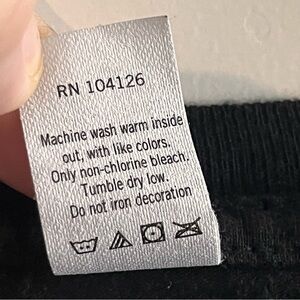 RN 104126
Machine wash warm inside
out, with like colors.
Only non-chlorine bleach.
Tumble dry low.
Do not iron decoration